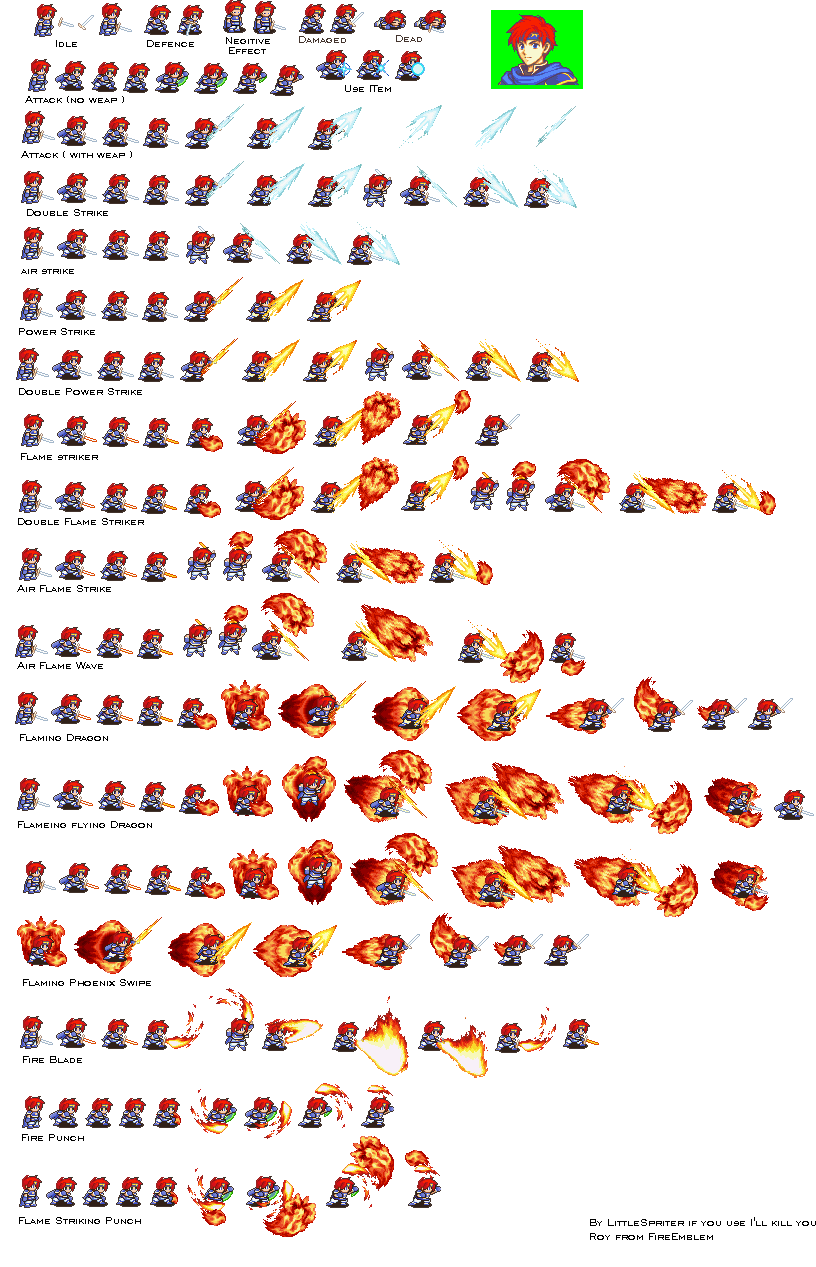 Idle
Defence
Negitive
Effect
Damaged
Dead
Use Item
Attack (no weap )
Attack ( with weap )
Double Strike
air strike
Power Strike
Double Power Strike
Flame striker
Double Flame Striker
Air Flame Strike
Air Flame Wave
Flaming Dragon
Flameing flying Dragon
Flaming Phoenix Swipe
Fire Blade
Fire Punch
Flame Striking Punch
By LittleSpriter if you use I'll kill you
Roy from FireEmblem